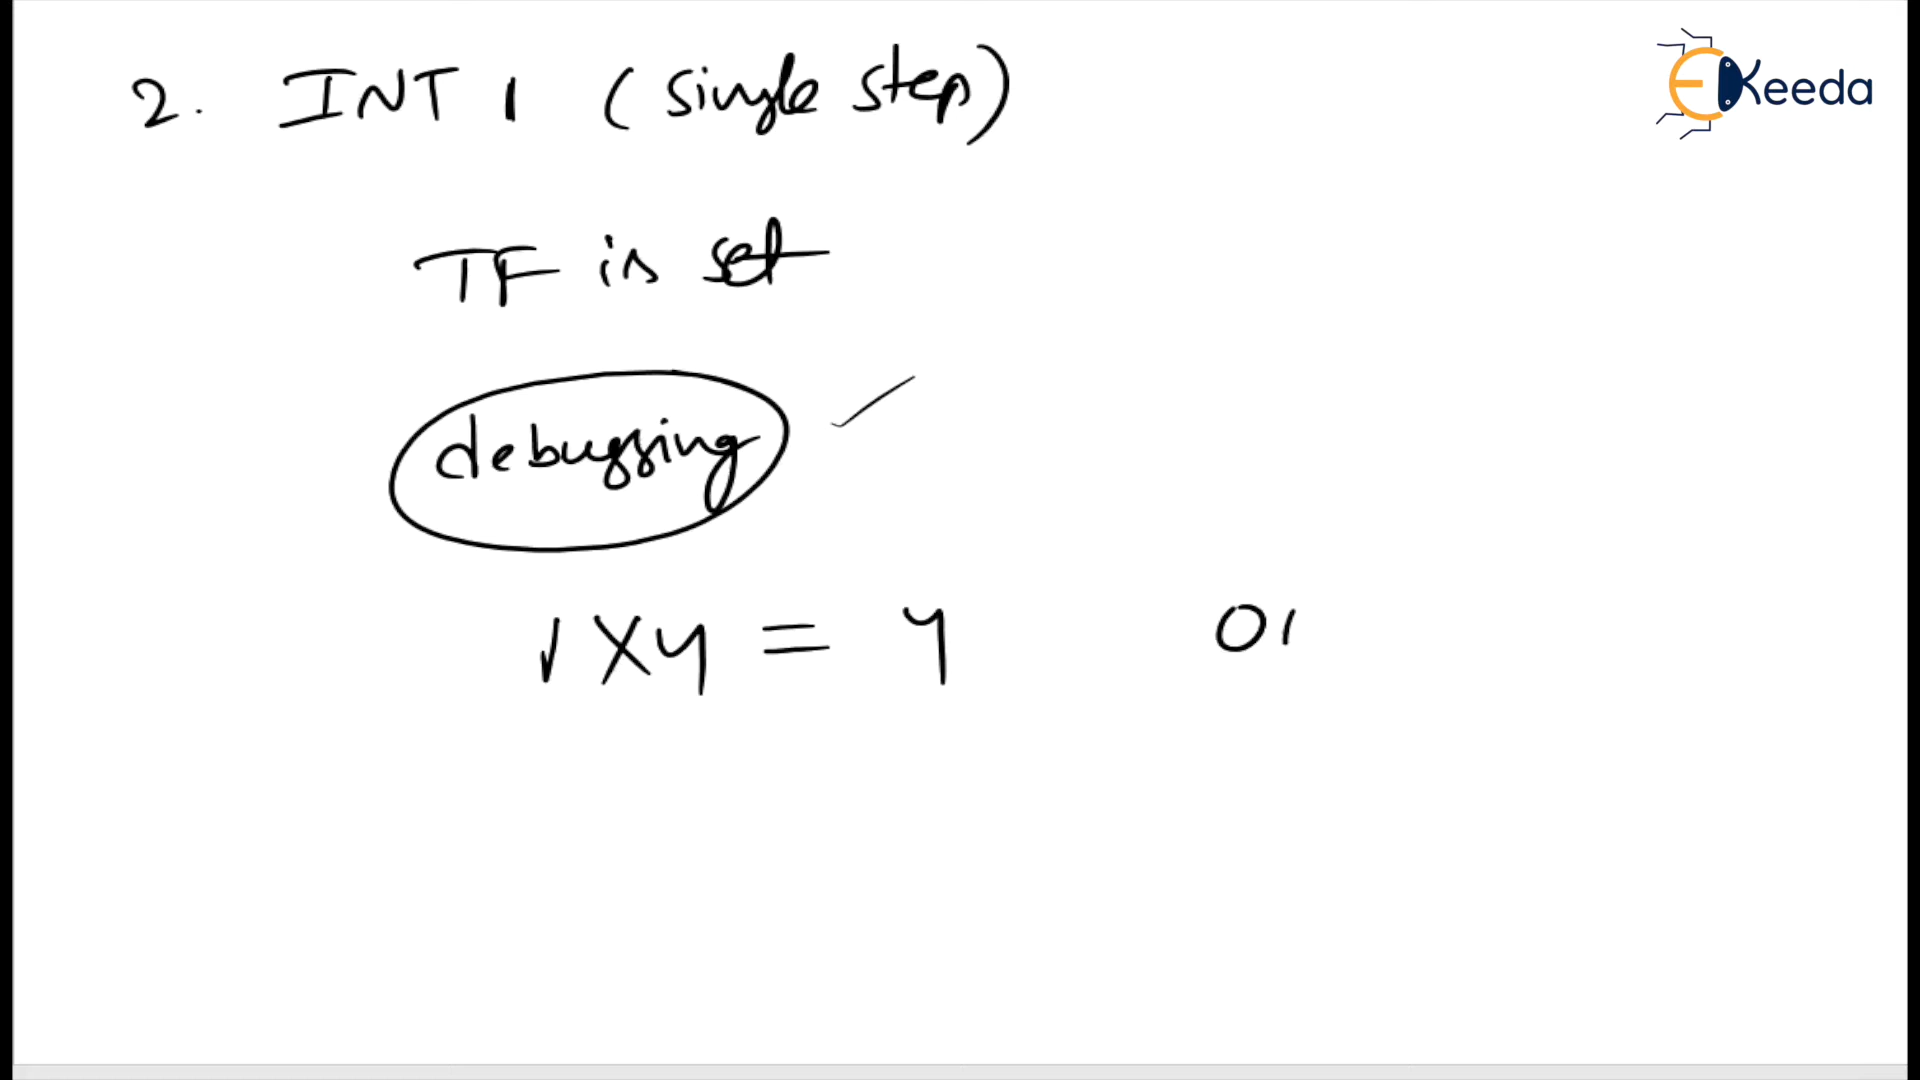 EKeeda
2. INT 1 (single step)
TF is set
debugging
1 × 4 = 4 01